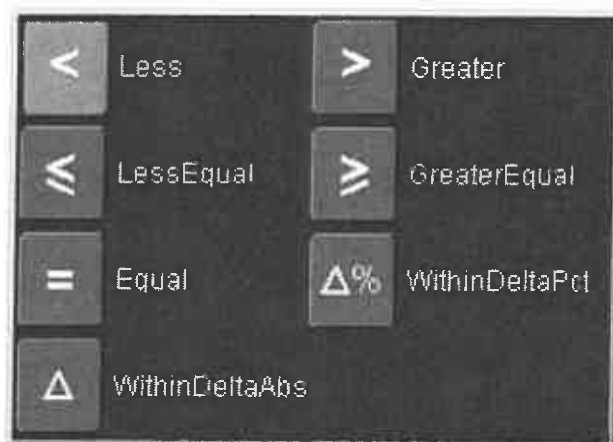 < Less > Greater
≤ LessEqual ≥ GreaterEqual
= Equal Δ% WithinDeltaPct
Δ WithinDeltaAbs